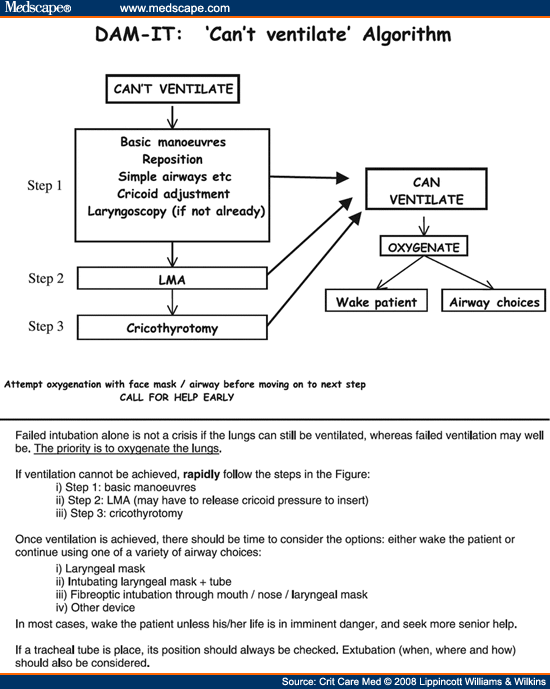 Medscape® www.medscape.com
DAM-IT: ‘Can’t ventilate’ Algorithm
CAN'T VENTILATE
Step 1
Basic manoeuvres
Reposition
Simple airways etc
Cricoid adjustment
Laryngoscopy (if not already)
CAN
VENTILATE
OXYGENATE
Wake patient
Airway choices
Step 2
LMA
Step 3
Cricothyrotomy
Attempt oxygenation with face mask / airway before moving on to next step
CALL FOR HELP EARLY
Failed intubation alone is not a crisis if the lungs can still be ventilated, whereas failed ventilation may well
be. The priority is to oxygenate the lungs.
If ventilation cannot be achieved, rapidly follow the steps in the Figure:
i) Step 1: basic manoeuvres
ii) Step 2: LMA (may have to release cricoid pressure to insert)
iii) Step 3: cricothyrotomy
Once ventilation is achieved, there should be time to consider the options: either wake the patient or
continue using one of a variety of airway choices:
i) Laryngeal mask
ii) Intubating laryngeal mask + tube
iii) Fibreoptic intubation through mouth / nose / laryngeal mask
iv) Other device
In most cases, wake the patient unless his/her life is in imminent danger, and seek more senior help.
If a tracheal tube is place, its position should always be checked. Extubation (when, where and how)
should also be considered.
Source: Crit Care Med © 2008 Lippincott Williams & Wilkins